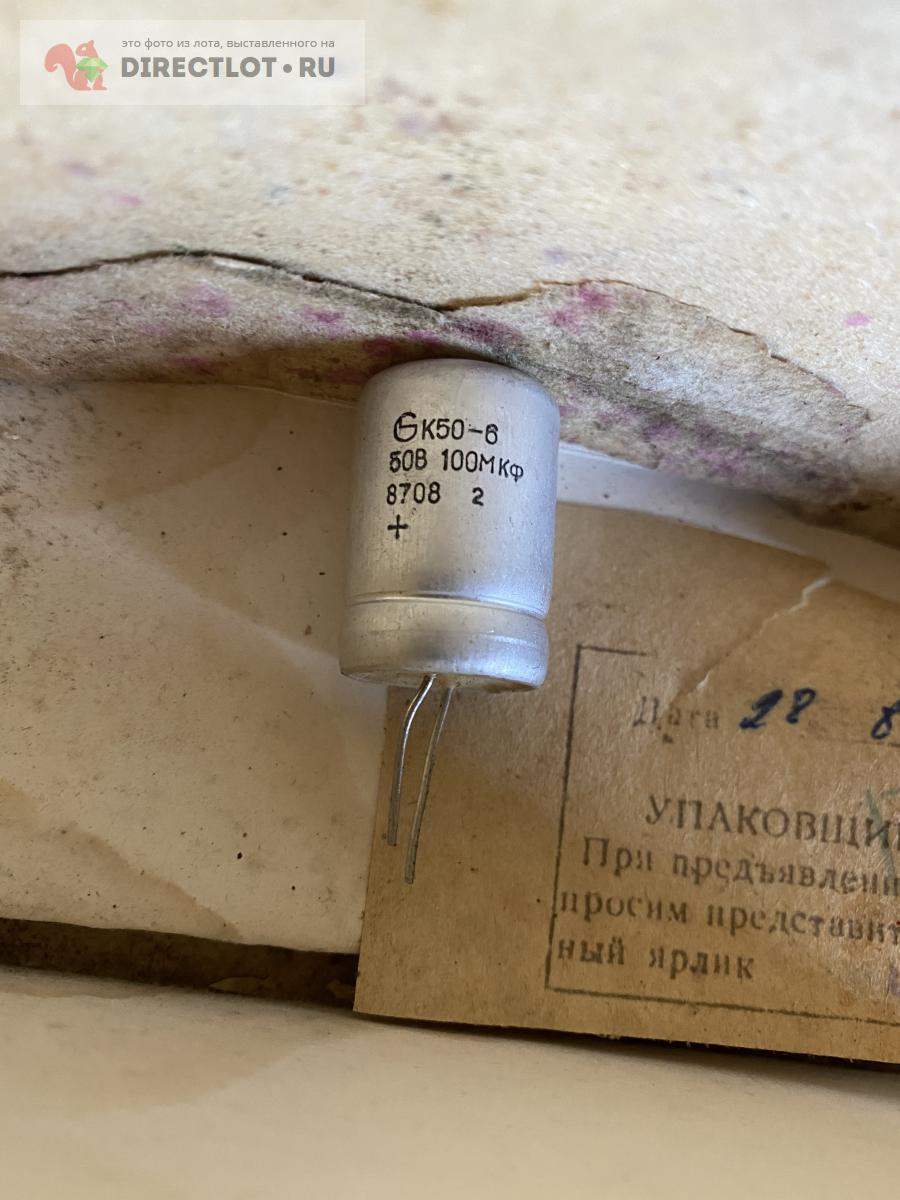 это фото из лота, выставленного на
DIRECTLOT•RU
К50-6
50В 100МКФ
8708 2
+
Дата 28 8
УПАКОВЩИ
При предъявлени
просим представит
ный ярлик